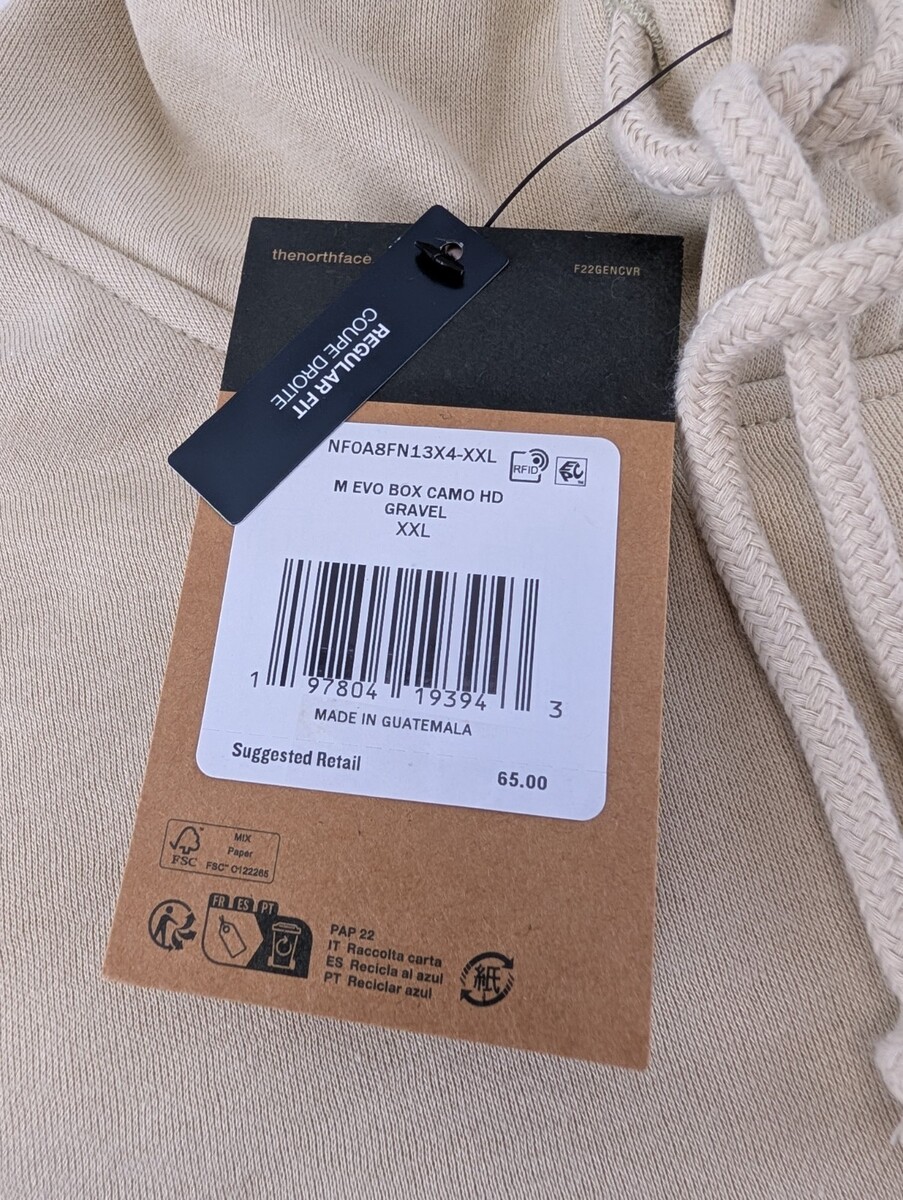 thenorthface.
F22GENCVR
REGULAR FIT
COUPE DROITE
NF0A8FN13X4-XXL
RFID
M EVO BOX CAMO HD
GRAVEL
XXL
1 97804 19394 3
MADE IN GUATEMALA
Suggested Retail 65.00
FSC
MIX
Paper
FSC™ C122265
FR ES PT
PAP 22
IT Raccolta carta
ES Recicla al azul
PT Reciclar azul
紙